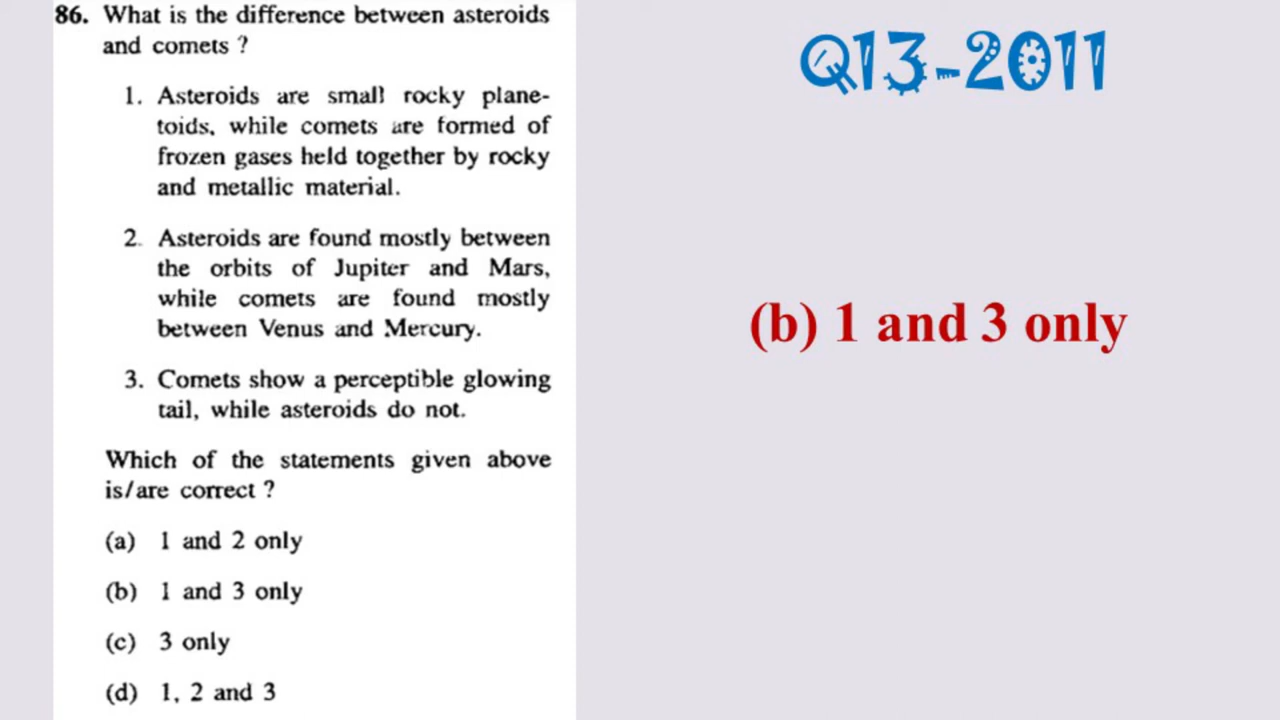 86. What is the difference between asteroids
and comets ?
1. Asteroids are small rocky plane-
toids, while comets are formed of
frozen gases held together by rocky
and metallic material.
2. Asteroids are found mostly between
the orbits of Jupiter and Mars,
while comets are found mostly
between Venus and Mercury.
3. Comets show a perceptible glowing
tail, while asteroids do not.
Which of the statements given above
is/are correct ?
(a) 1 and 2 only
(b) 1 and 3 only
(c) 3 only
(d) 1, 2 and 3
Q13-2011
(b) 1 and 3 only